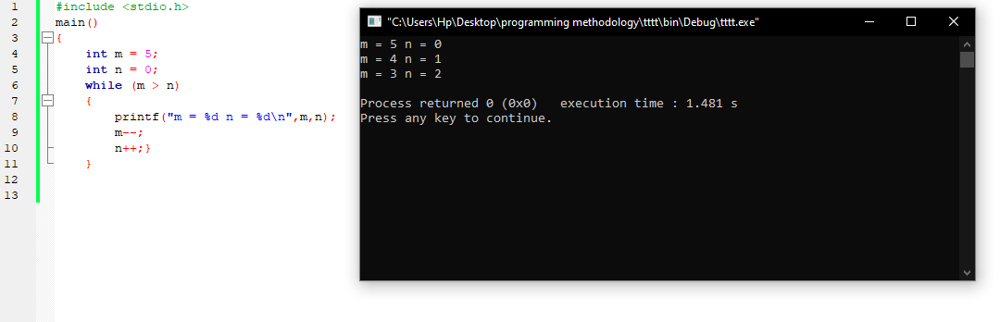 1 #include <stdio.h>
2 main()
3 {
4 int m = 5;
5 int n = 0;
6 while (m > n)
7 {
8 printf("m = %d n = %d\n",m,n);
9 m--;
10 n++;}
11 }
12
13
"C:\Users\Hp\Desktop\programming methodology\tttt\bin\Debug\tttt.exe"
m = 5 n = 0
m = 4 n = 1
m = 3 n = 2
Process returned 0 (0x0)   execution time : 1.481 s
Press any key to continue.